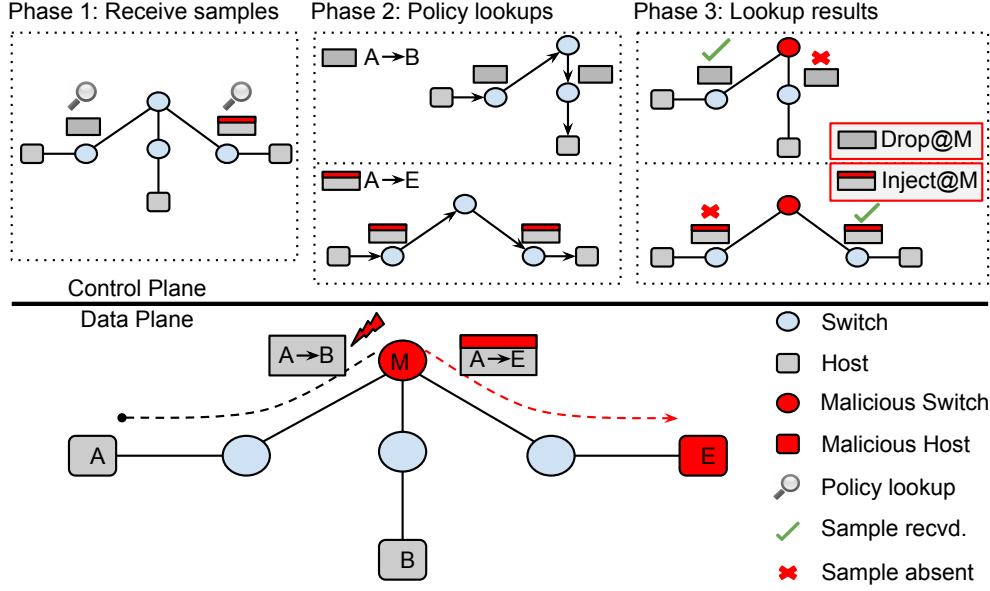 Phase 1: Receive samples
Phase 2: Policy lookups
Phase 3: Lookup results
A→B
Drop@M
A→E
Inject@M
Control Plane
Data Plane
A→B
M
A→E
A
E
B
Switch
Host
Malicious Switch
Malicious Host
Policy lookup
Sample recvd.
Sample absent